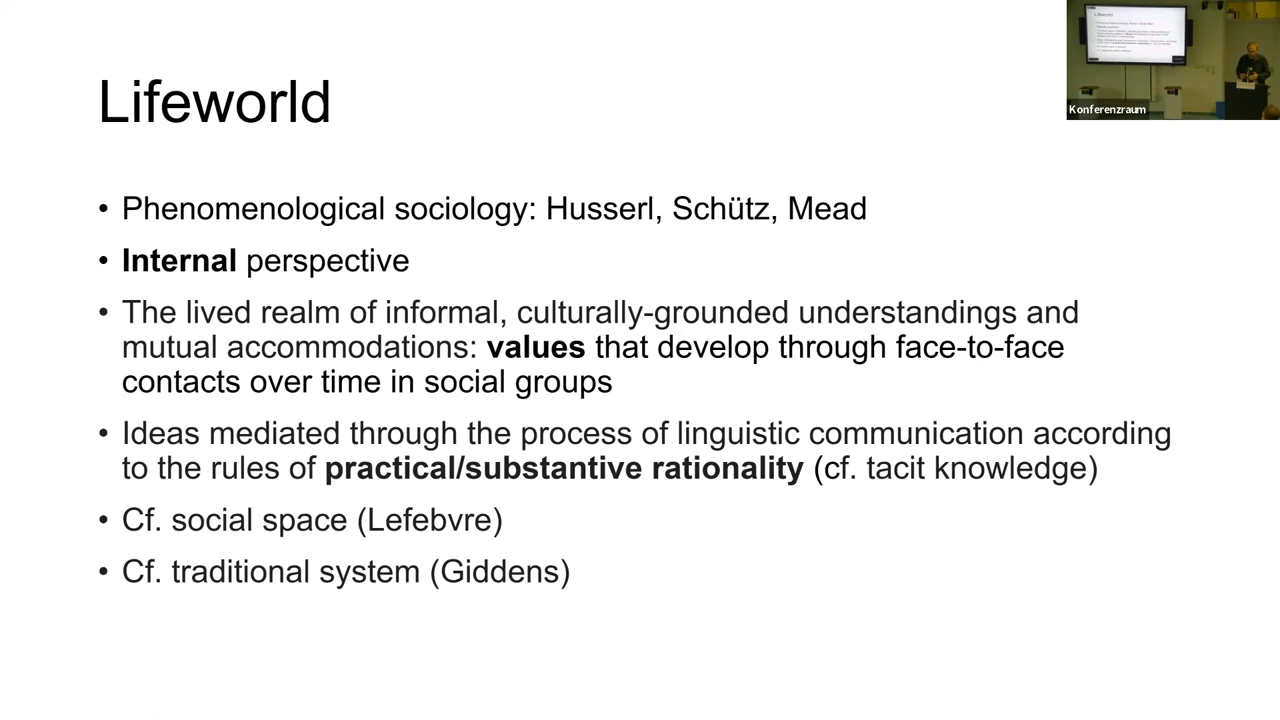 Lifeworld
Konferenzraum
• Phenomenological sociology: Husserl, Schütz, Mead
• Internal perspective
• The lived realm of informal, culturally-grounded understandings and
mutual accommodations: values that develop through face-to-face
contacts over time in social groups
• Ideas mediated through the process of linguistic communication according
to the rules of practical/substantive rationality (cf. tacit knowledge)
• Cf. social space (Lefebvre)
• Cf. traditional system (Giddens)